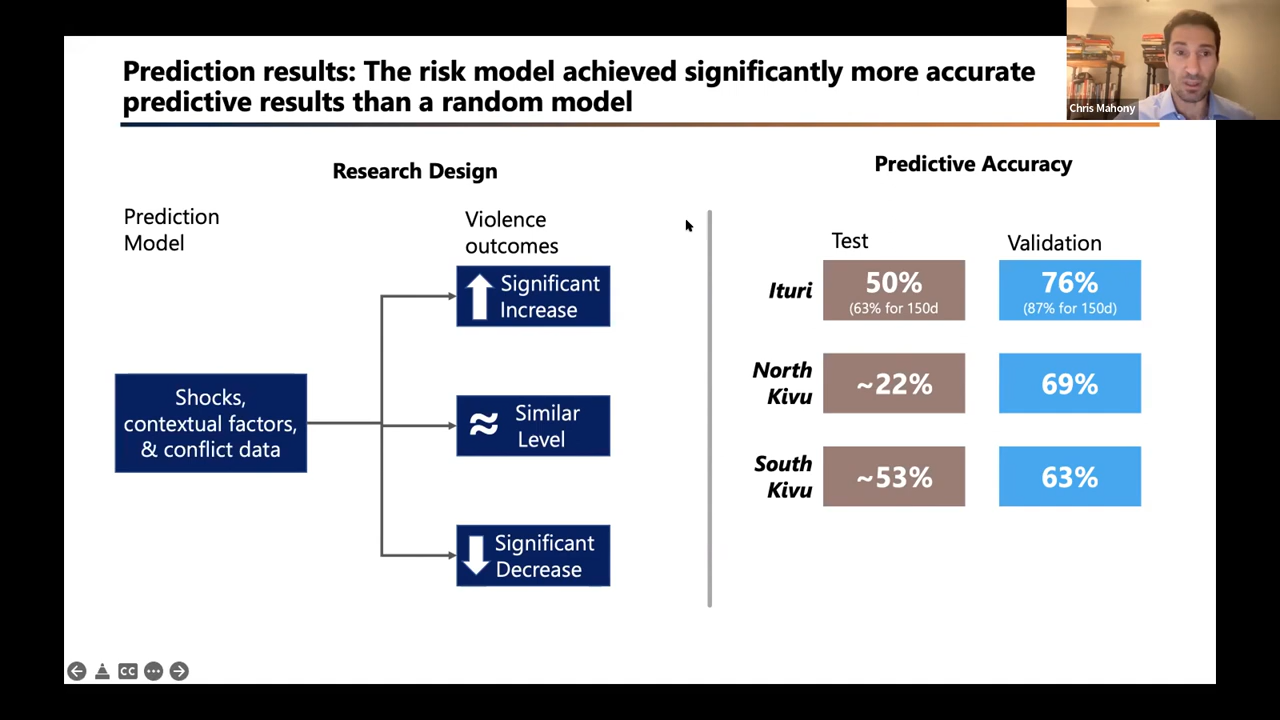 Prediction results: The risk model achieved significantly more accurate
predictive results than a random model
Chris Mahony
Research Design
Prediction
Model
Violence
outcomes
Shocks,
contextual factors,
& conflict data
Significant
Increase
≈ Similar
Level
Significant
Decrease
Predictive Accuracy
Test
Validation
Ituri
50%
(63% for 150d
76%
(87% for 150d)
North
Kivu
~22%
69%
South
Kivu
~53%
63%
CC